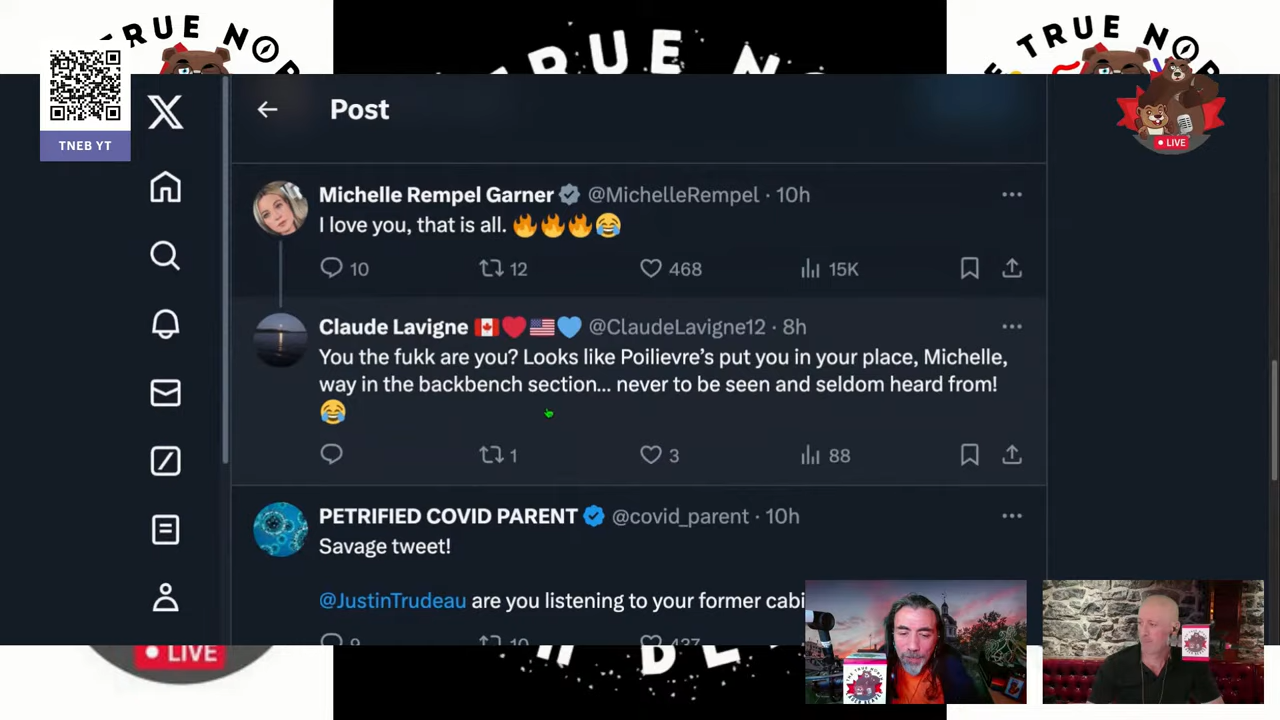 TRUE NO
TRUE NO
TRUE NO
TNEB YT
LIVE
Post
Michelle Rempel Garner @MichelleRempel · 10h
I love you, that is all. 🔥🔥🔥😂
10 12 468 15K
Claude Lavigne 🇨🇦❤️🇺🇸💙 @ClaudeLavigne12 · 8h
You the fukk are you? Looks like Poilievre’s put you in your place, Michelle,
way in the backbench section... never to be seen and seldom heard from!
😂
1 3 88
PETRIFIED COVID PARENT @covid_parent · 10h
Savage tweet!
@JustinTrudeau are you listening to your former cabi
LIVE